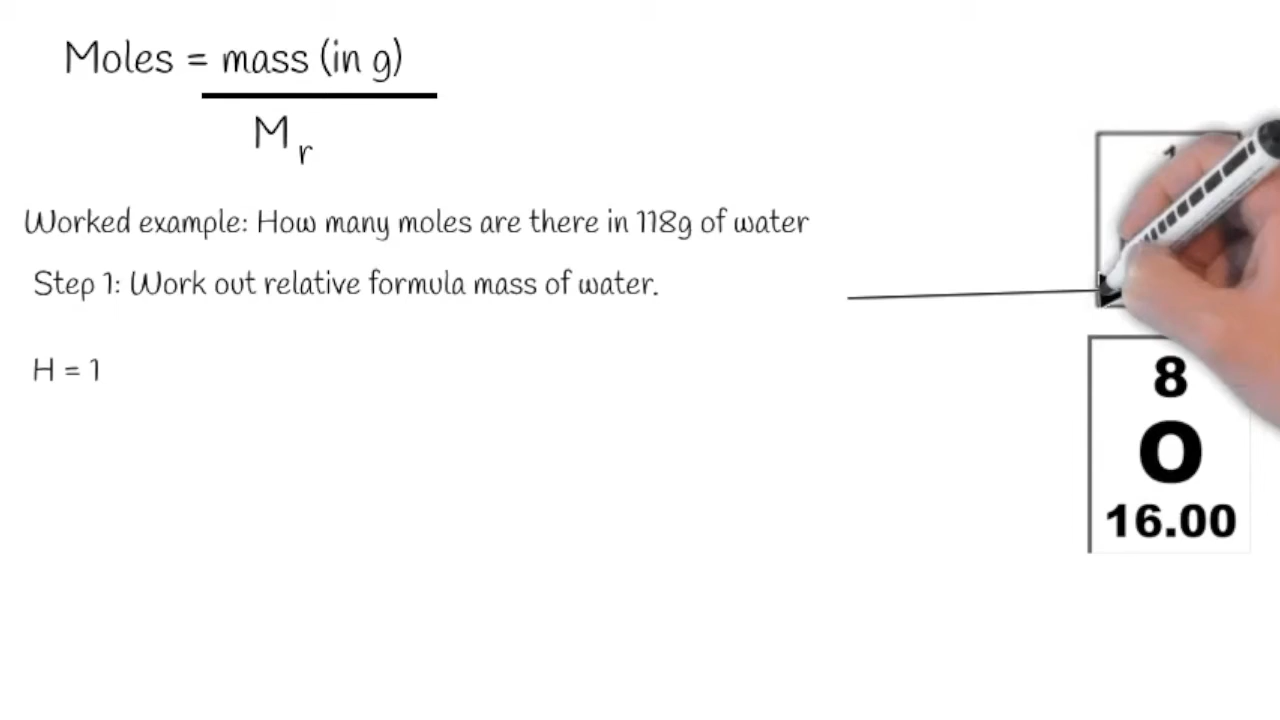 Moles = mass (in g)
Mr
Worked example: How many moles are there in 118g of water
Step 1: Work out relative formula mass of water.
H = 1
8
O
16.00